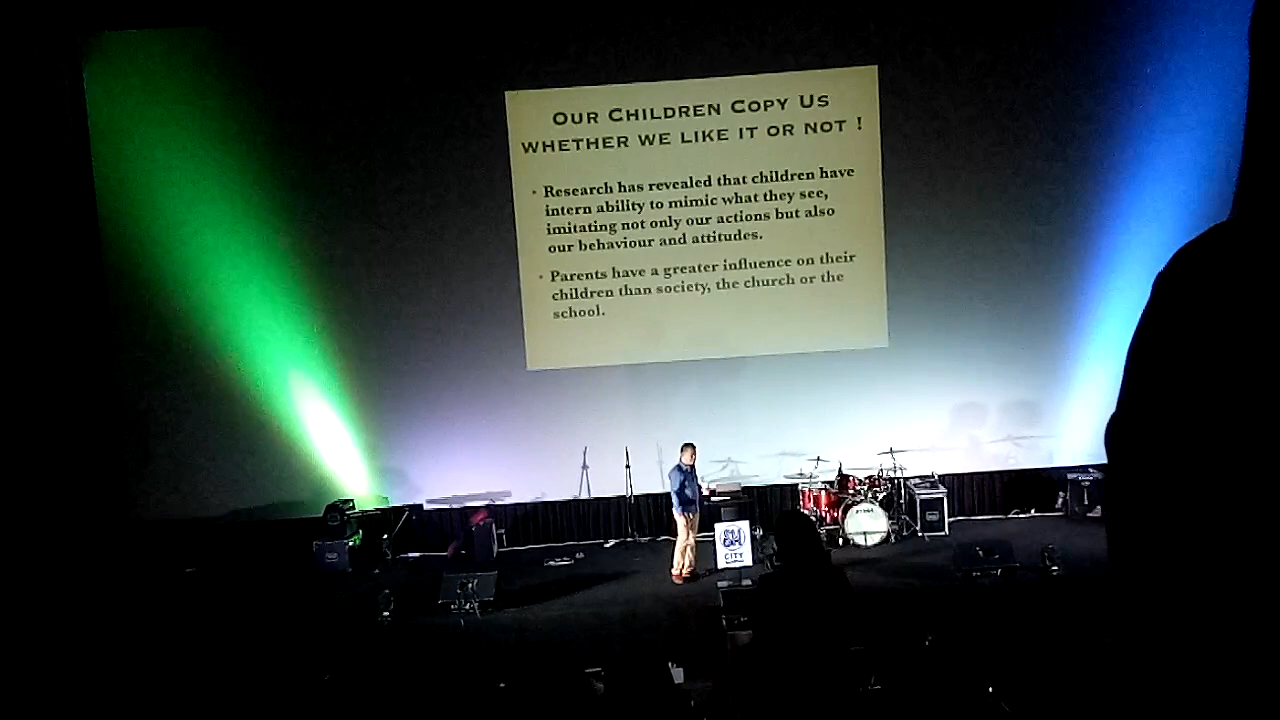 Our Children Copy Us
whether we like it or not !
• Research has revealed that children have
intern ability to mimic what they see,
imitating not only our actions but also
our behaviour and attitudes.
• Parents have a greater influence on their
children than society, the church or the
school.
SM
CITY